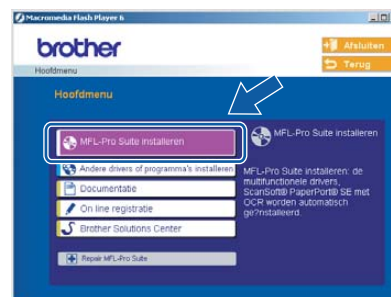 Macromedia Flash Player 6
brother
Afsluiten
Terug
Hoofdmenu
Hoofdmenu
MFL-Pro Suite installeren
Andere drivers of programma's installeren
Documentatie
On line registratie
Brother Solutions Center
Repair MFL-Pro Suite
MFL-Pro Suite installeren
MFL-Pro Suite installeren: de
multifunctionele drivers,
ScanSoft® PaperPort® SE met
OCR worden automatisch
ge?nstalleerd.